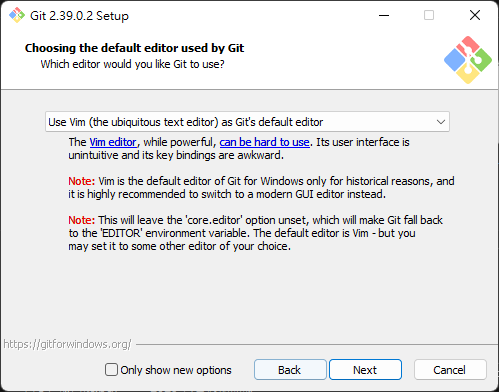 Git 2.39.0.2 Setup
Choosing the default editor used by Git
Which editor would you like Git to use?
Use Vim (the ubiquitous text editor) as Git's default editor
The Vim editor, while powerful, can be hard to use. Its user interface is
unintuitive and its key bindings are awkward.
Note: Vim is the default editor of Git for Windows only for historical reasons, and
it is highly recommended to switch to a modern GUI editor instead.
Note: This will leave the 'core.editor' option unset, which will make Git fall back
to the 'EDITOR' environment variable. The default editor is Vim - but you
may set it to some other editor of your choice.
https://gitforwindows.org/
Only show new options
Back
Next
Cancel